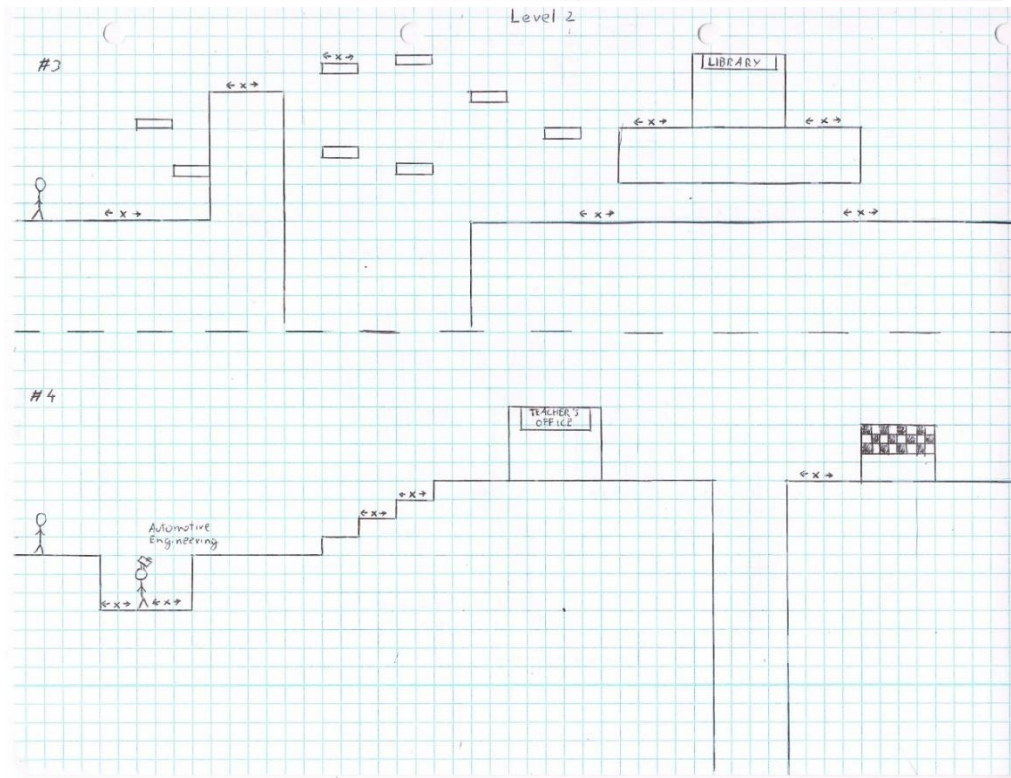 Level 2
#3
← x →
← x →
LIBRARY
← x → ← x →
← x → ← x → ← x →
#4
TEACHER'S
OFFICE
← x →
← x →
← x →
Automotive
Engineering
← x → ← x →